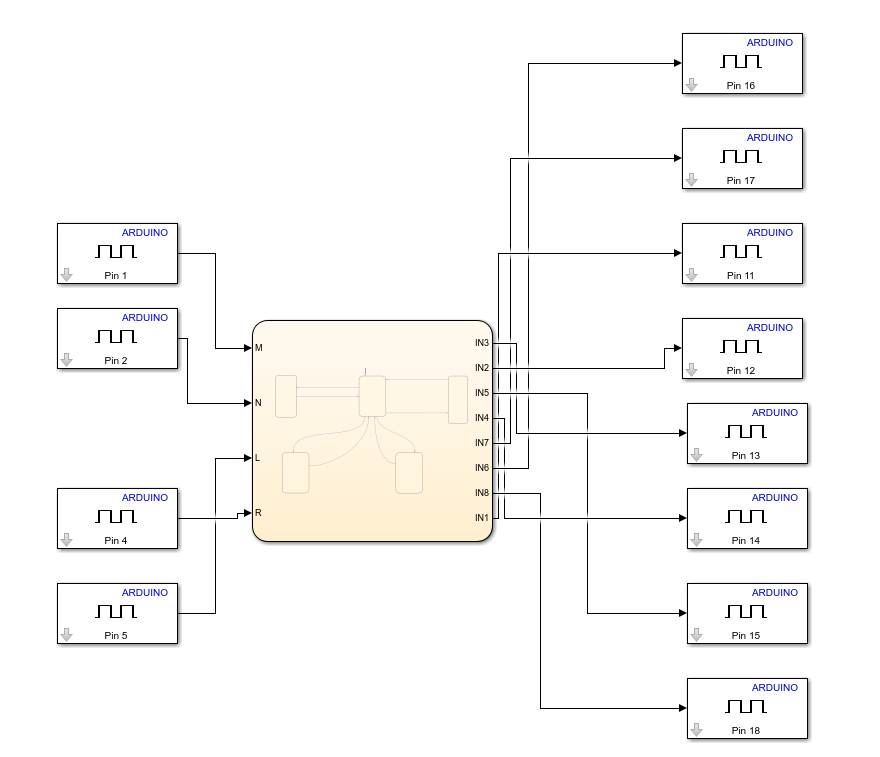 ARDUINO
Pin 16
ARDUINO
Pin 17
ARDUINO
Pin 1
ARDUINO
Pin 11
ARDUINO
Pin 2
ARDUINO
Pin 12
M
N
L
R
IN3
IN2
IN5
IN4
IN7
IN6
IN8
IN1
ARDUINO
Pin 13
ARDUINO
Pin 4
ARDUINO
Pin 14
ARDUINO
Pin 5
ARDUINO
Pin 15
ARDUINO
Pin 18